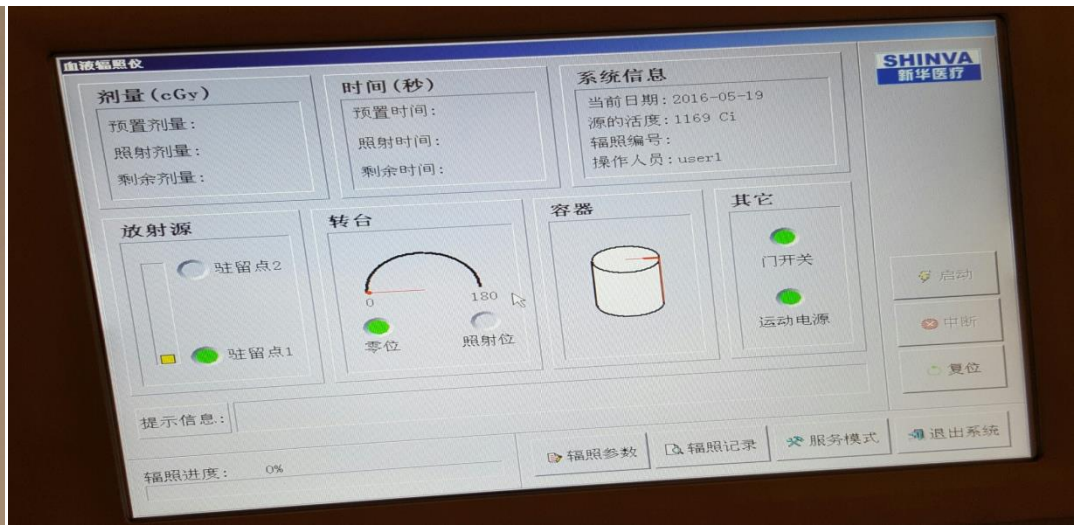 血液辐照仪
SHINVA
新华医疗
剂量(cGy)
预置剂量:
照射剂量:
剩余剂量:
时间(秒)
预置时间:
照射时间:
剩余时间:
系统信息
当前日期:2016-05-19
源的活度:1169 Ci
辐照编号:
操作人员:user1
放射源
驻留点2
驻留点1
转台
0
180
零位
照射位
容器
其它
门开关
运动电源
启动
中断
复位
提示信息:
辐照进度: 0%
辐照参数
辐照记录
服务模式
退出系统